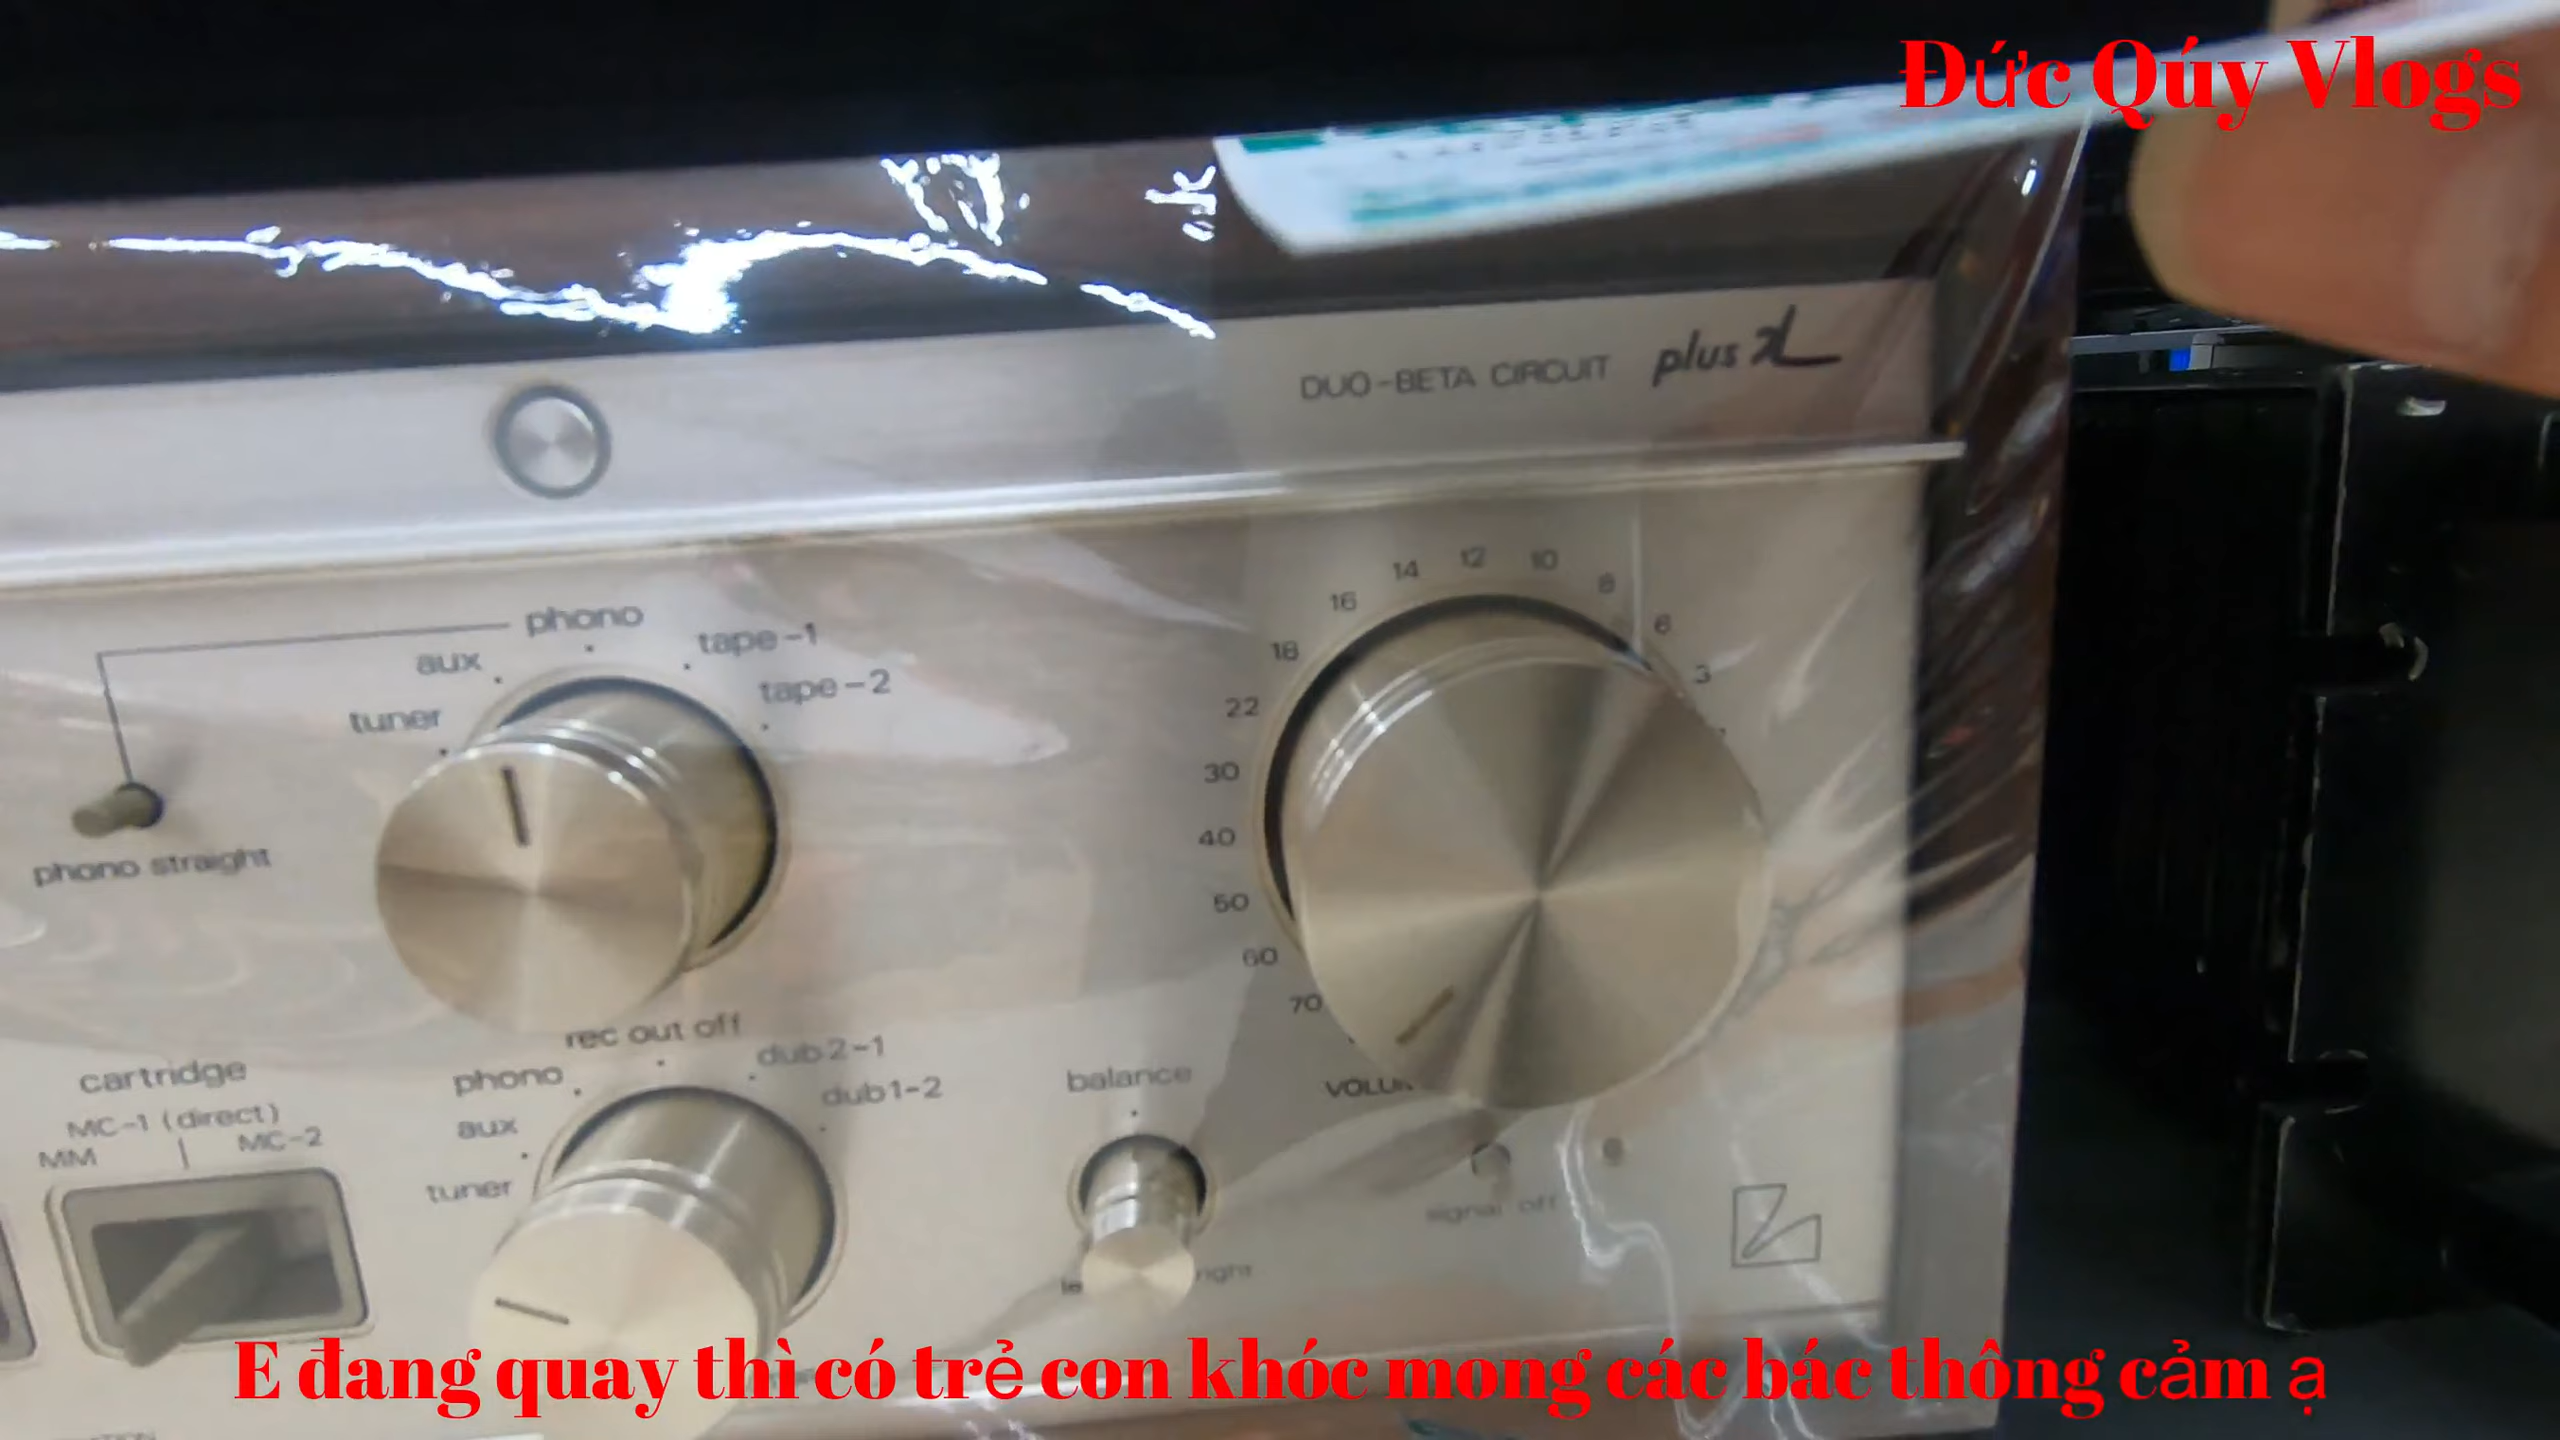 Đức Qúy Vlogs
DUO-BETA CIRCUIT plus X
phono
aux
tape-1
tape-2
tuner
phono straight
14 12 10
16 8
6
18 3
22
30
40
50
60
70
VOLU
rec out off
phono
dub2-1
aux
dub1-2
tuner
cartridge
MC-1 (direct)
MM MC-2
balance
le right
signal off
E đang quay thì có trẻ con khóc mong các bác thông cảm ạ